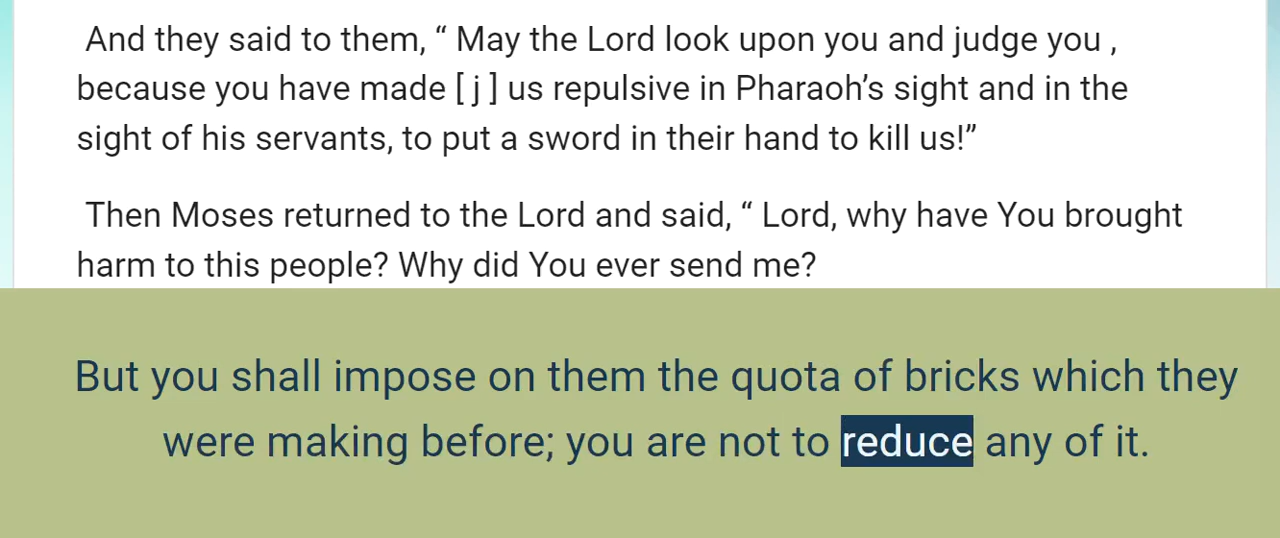 And they said to them, “ May the Lord look upon you and judge you ,
because you have made [ j ] us repulsive in Pharaoh’s sight and in the
sight of his servants, to put a sword in their hand to kill us!”
Then Moses returned to the Lord and said, “ Lord, why have You brought
harm to this people? Why did You ever send me?
But you shall impose on them the quota of bricks which they
were making before; you are not to reduce any of it.